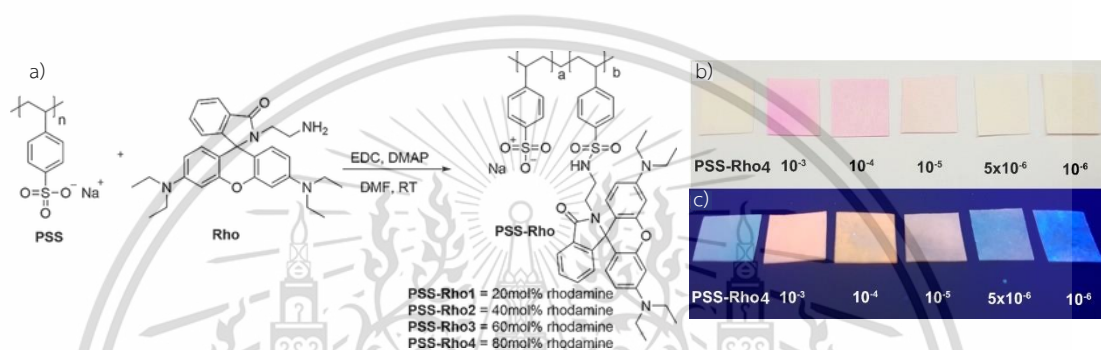 a)
n
O=S-O⁻ Na⁺
O
PSS
+
O
N
NH₂
N
O
N
Rho
EDC, DMAP
DMF, RT
a
b
O=S=O
O⁻
Na⁺
O=S=O
HN
N
O
N
O
N
PSS-Rho
PSS-Rho1 = 20mol% rhodamine
PSS-Rho2 = 40mol% rhodamine
PSS-Rho3 = 60mol% rhodamine
PSS-Rho4 = 80mol% rhodamine
b)
PSS-Rho4 10⁻³ 10⁻⁴ 10⁻⁵ 5x10⁻⁶ 10⁻⁶
c)
PSS-Rho4 10⁻³ 10⁻⁴ 10⁻⁵ 5x10⁻⁶ 10⁻⁶